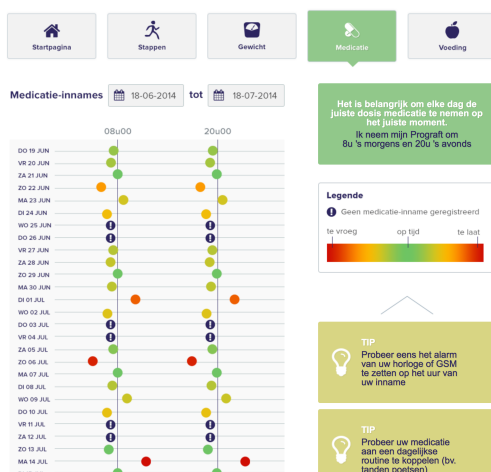 Startpagina
Stappen
Gewicht
Medicatie
Voeding
Medicatie-innames 18-06-2014 tot 18-07-2014
08u00 20u00
DO 19 JUN
VR 20 JUN
ZA 21 JUN
ZO 22 JUN
MA 23 JUN
DI 24 JUN
WO 25 JUN
DO 26 JUN
VR 27 JUN
ZA 28 JUN
ZO 29 JUN
MA 30 JUN
DI 01 JUL
WO 02 JUL
DO 03 JUL
VR 04 JUL
ZA 05 JUL
ZO 06 JUL
MA 07 JUL
DI 08 JUL
WO 09 JUL
DO 10 JUL
VR 11 JUL
ZA 12 JUL
ZO 13 JUL
MA 14 JUL
Het is belangrijk om elke dag de
juiste dosis medicatie te nemen op
het juiste moment.
Ik neem mijn Prograft om
8u 's morgens en 20u 's avonds
Legende
Geen medicatie-inname geregistreerd
te vroeg op tijd te laat
TIP
Probeer eens het alarm
van uw horloge of GSM
te zetten op het uur van
uw inname
TIP
Probeer uw medicatie
aan een dagelijkse
routine te koppelen (bv.
tanden poetsen)